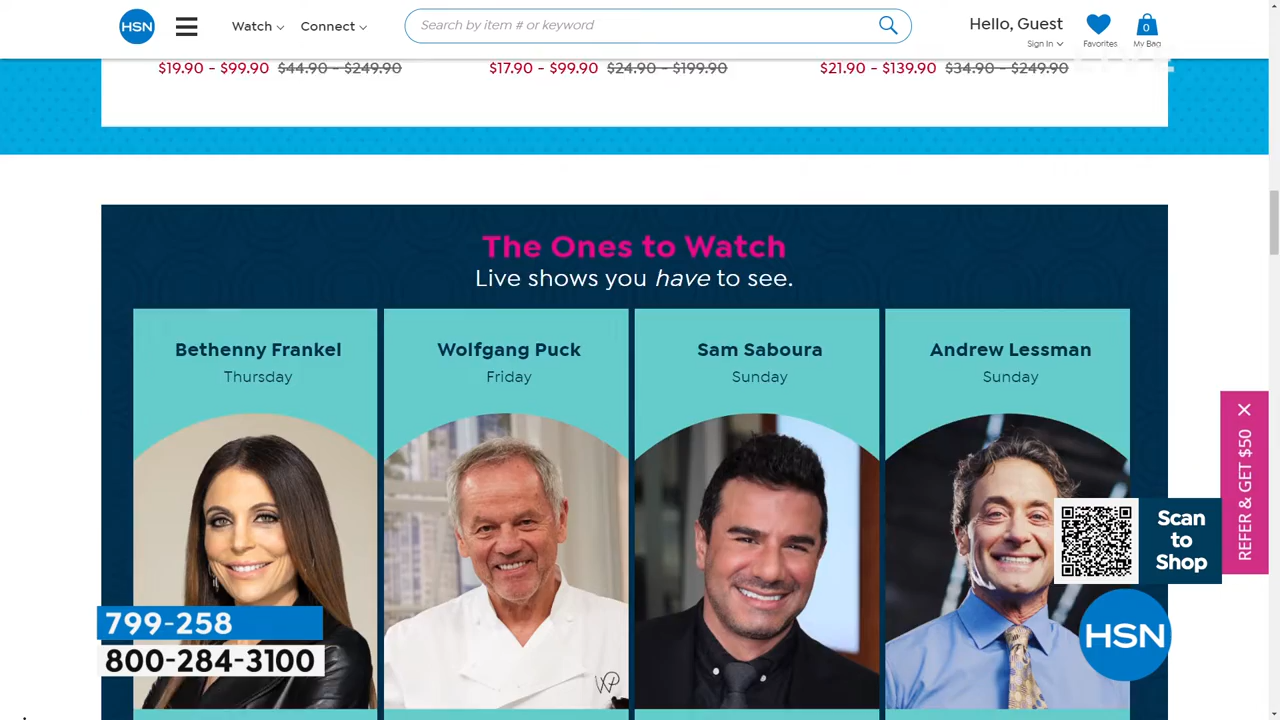 HSN
Watch
Connect
Search by item # or keyword
Hello, Guest
Sign In
Favorites
0
My Bag
$19.90 - $99.90 $44.90 - $249.90
$17.90 - $99.90 $24.90 - $199.90
$21.90 - $139.90 $34.90 - $249.90
The Ones to Watch
Live shows you have to see.
Bethenny Frankel
Thursday
Wolfgang Puck
Friday
Sam Saboura
Sunday
Andrew Lessman
Sunday
REFER & GET $50
Scan
to
Shop
799-258
800-284-3100
HSN
WP